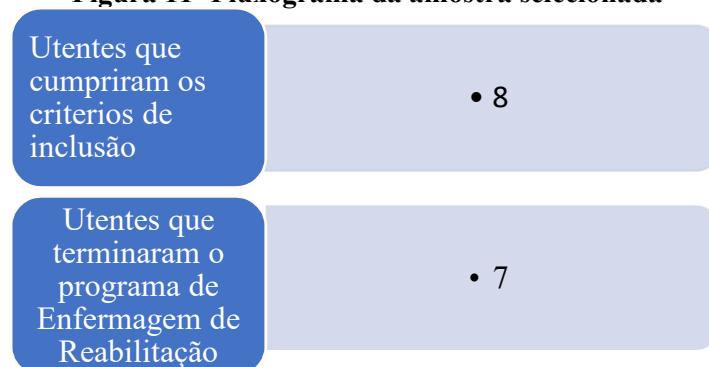 Figura 11- Fluxograma da amostra selecionada
Utentes que
cumpriram os
criterios de
inclusão
• 8
Utentes que
terminaram o
programa de
Enfermagem de
Reabilitação
• 7